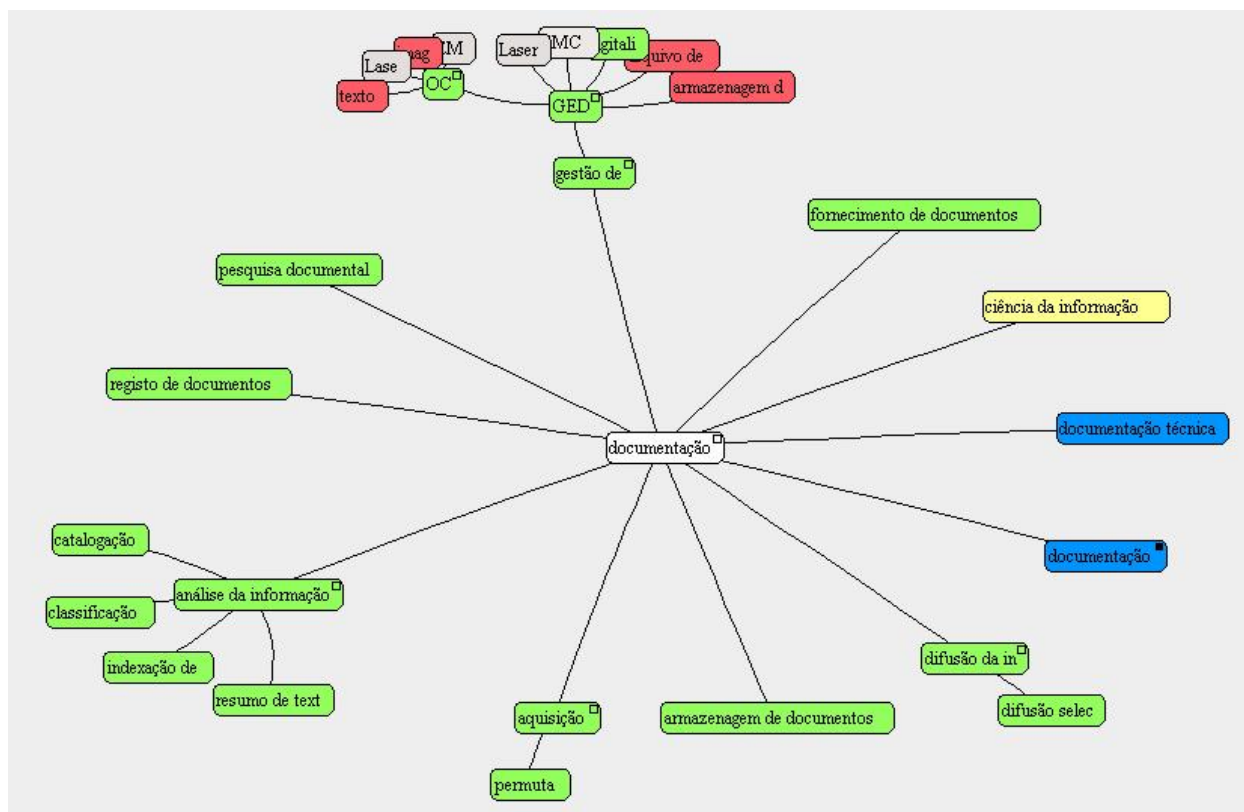 Laser
MC
gitali
Lase
quivo de
texto
OC
GED
armazenagem d
gestão de
fornecimento de documentos
pesquisa documental
ciência da informação
registo de documentos
documentação técnica
documentação
documentação
catalogação
análise da informação
classificação
indexação de
resumo de text
difusão da in
difusão selec
aquisição
armazenagem de documentos
permuta